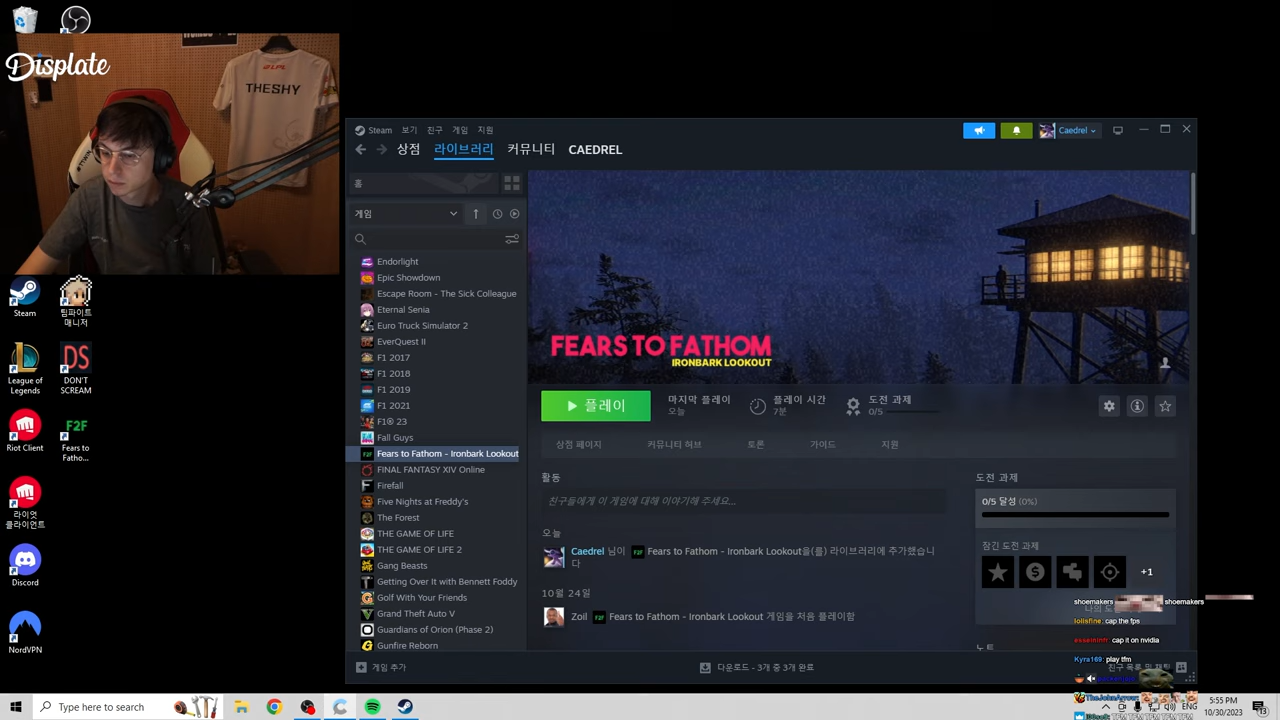 Displate
LPL
THESHY
Steam
팀파이트
매니저
League of
Legends
DON'T
SCREAM
Riot Client
F2F
Fears to
Fatho...
라이엇
클라이언트
Discord
NordVPN
Steam 보기 친구 게임 지원
Caedrel
상점 라이브러리 커뮤니티 CAEDREL
홈
게임
Endorlight
Epic Showdown
Escape Room - The Sick Colleague
Eternal Senia
Euro Truck Simulator 2
EverQuest II
F1 2017
F1 2018
F1 2019
F1 2021
F1® 23
Fall Guys
Fears to Fathom - Ironbark Lookout
FINAL FANTASY XIV Online
Firefall
Five Nights at Freddy's
The Forest
THE GAME OF LIFE
THE GAME OF LIFE 2
Gang Beasts
Getting Over It with Bennett Foddy
Golf With Your Friends
Grand Theft Auto V
Guardians of Orion (Phase 2)
Gunfire Reborn
게임 추가
FEARS TO FATHOM
IRONBARK LOOKOUT
플레이
마지막 플레이
오늘
플레이 시간
7분
도전 과제
0/5
상점 페이지 커뮤니티 허브 토론 가이드 지원
활동
친구들에게 이 게임에 대해 이야기해 주세요...
오늘
Caedrel 님이 F2F Fears to Fathom - Ironbark Lookout을(를) 라이브러리에 추가했습니
다
10월 24일
Zoil F2F Fears to Fathom - Ironbark Lookout 게임을 처음 플레이함
도전 과제
0/5 달성 (0%)
잠긴 도전 과제
+1
노트
다운로드 - 3개 중 3개 완료
shoemakers shoemakers
cap the fps
cap it on nvidia
Kyra169: play tfm
Type here to search
ENG
5:55 PM
10/30/2023
13